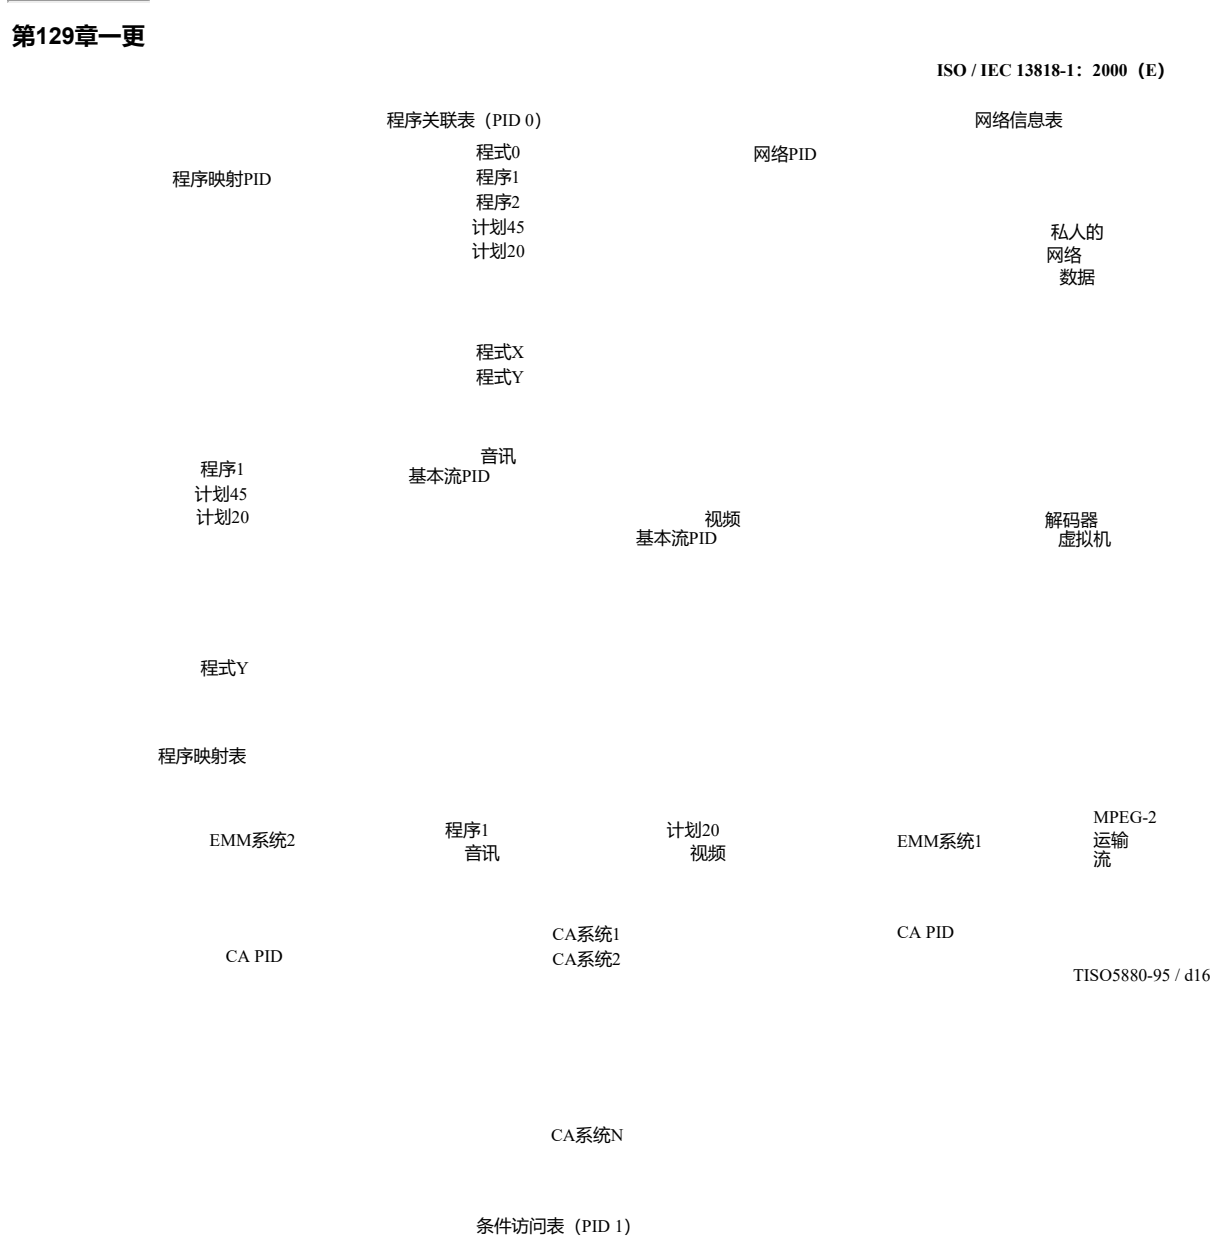 第129章一更
ISO / IEC 13818-1：2000（E）
程序关联表（PID 0）
网络信息表
程式0
网络PID
程序映射PID
程序1
程序2
计划45
计划20
私人的
网络
数据
程式X
程式Y
音讯
基本流PID
程序1
计划45
计划20
视频
基本流PID
解码器
虚拟机
程式Y
程序映射表
EMM系统2
程序1
音讯
计划20
视频
EMM系统1
MPEG-2
运输
流
CA系统1
CA系统2
CA PID
CA PID
TISO5880-95 / d16
CA系统N
条件访问表（PID 1）